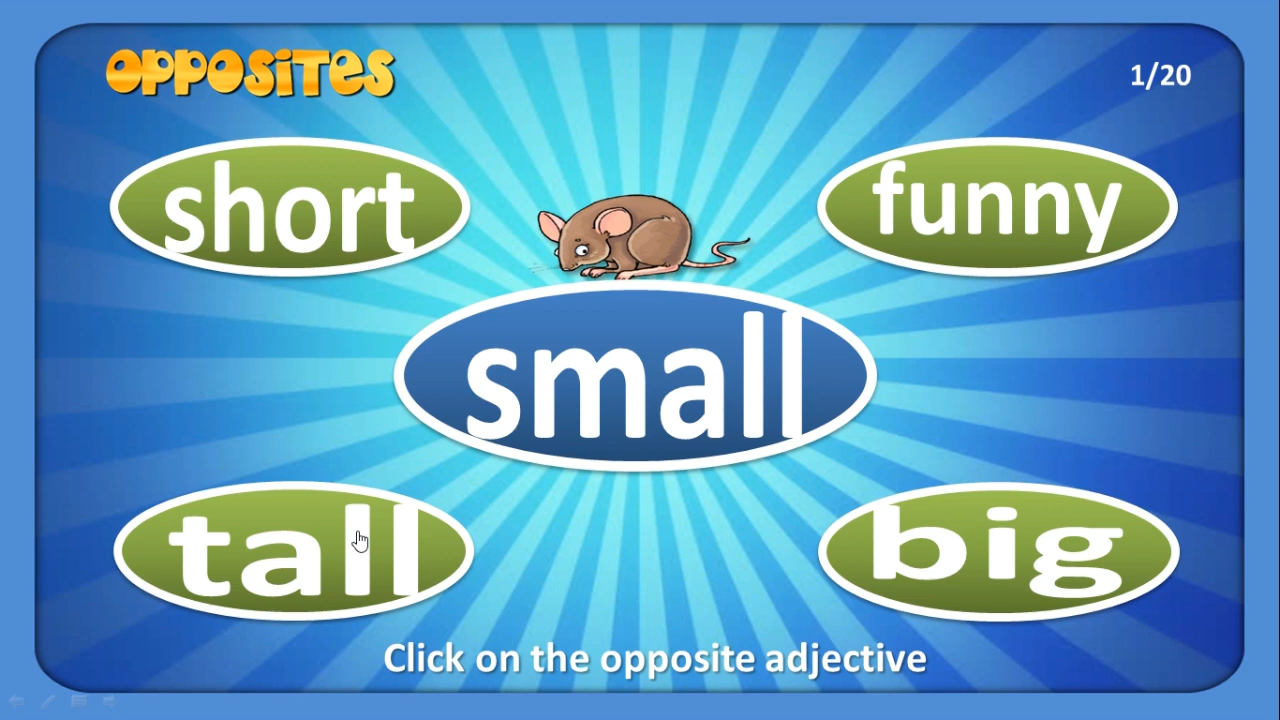 OPPOSITES
1/20
short
funny
small
tall
big
Click on the opposite adjective